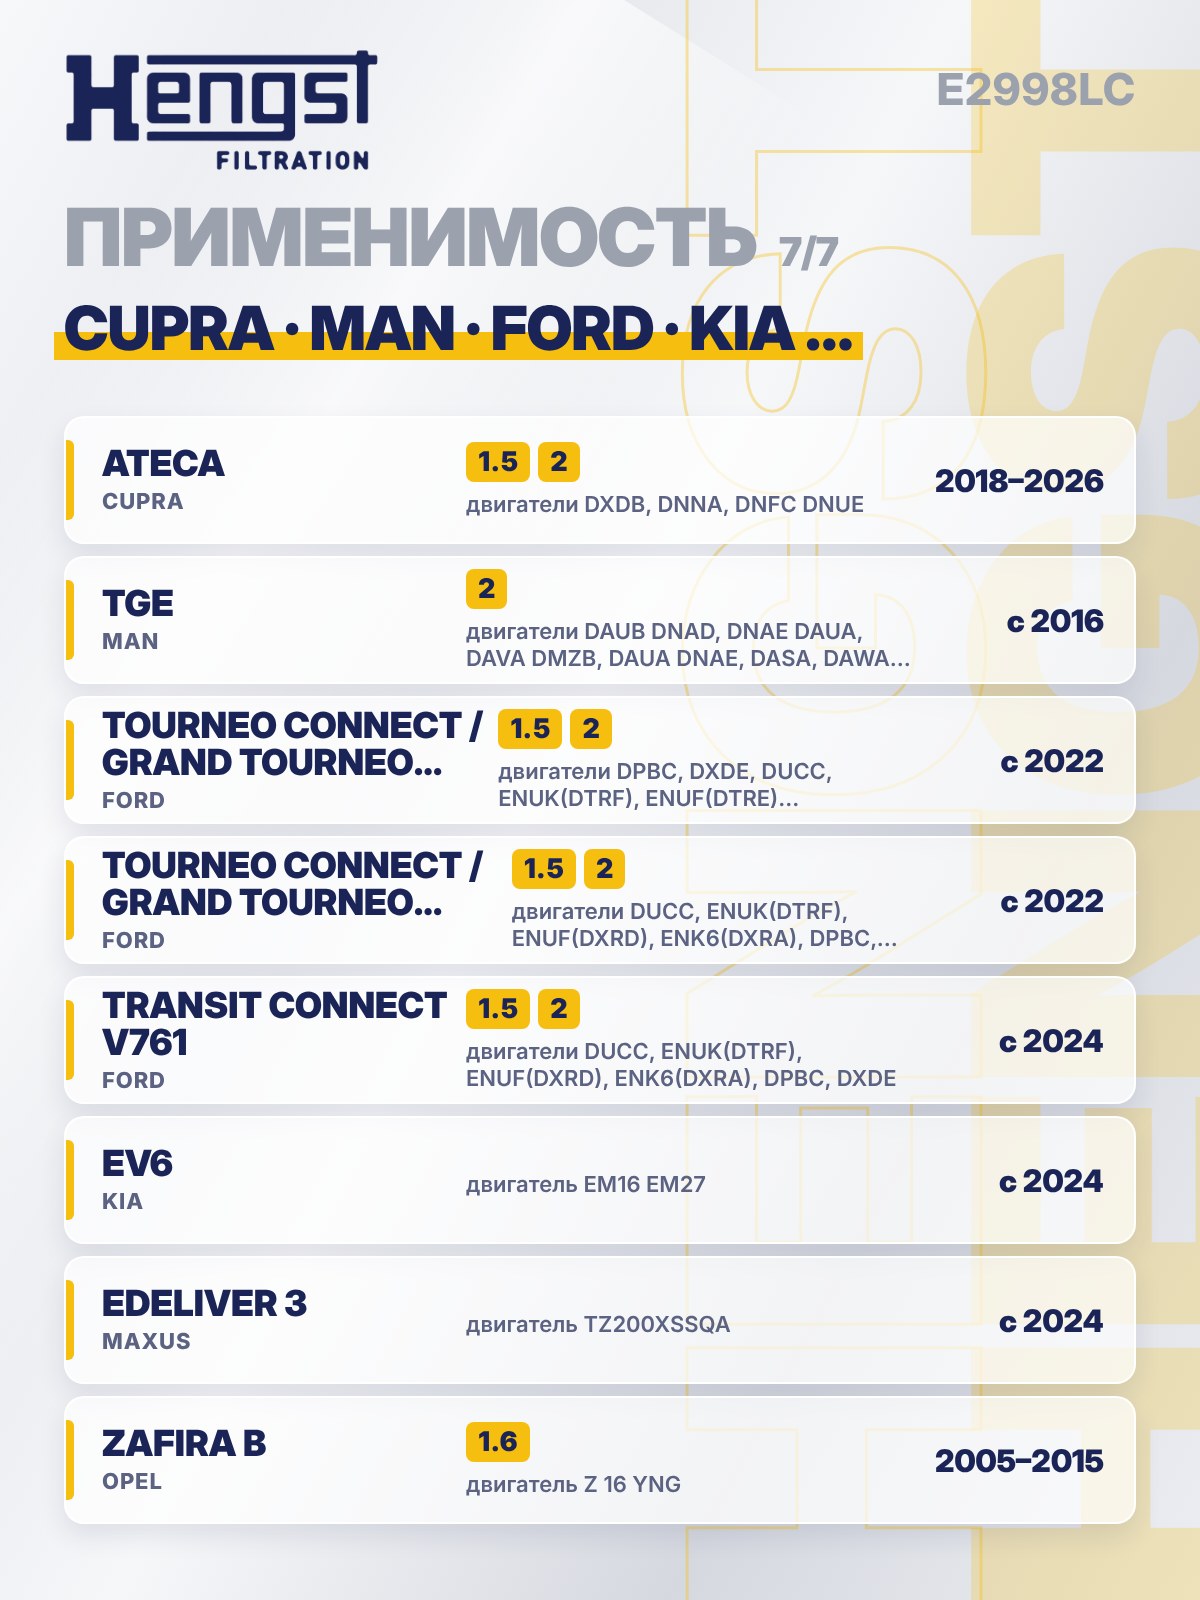 Hengst
FILTRATION
E2998LC
ПРИМЕНИМОСТЬ 7/7
CUPRA · MAN · FORD · KIA ...
ATECA
CUPRA
1.5 2
двигатели DXDB, DNNA, DNFC DNUE
2018–2026
TGE
MAN
2
двигатели DAUB DNAD, DNAE DAUA,
DAVA DMZB, DAUA DNAE, DASA, DAWA...
с 2016
TOURNEO CONNECT /
GRAND TOURNEO...
FORD
1.5 2
двигатели DPBC, DXDE, DUCC,
ENUK(DTRF), ENUF(DTRE)...
с 2022
TOURNEO CONNECT /
GRAND TOURNEO...
FORD
1.5 2
двигатели DUCC, ENUK(DTRF),
ENUF(DXRD), ENK6(DXRA), DPBC,...
с 2022
TRANSIT CONNECT
V761
FORD
1.5 2
двигатели DUCC, ENUK(DTRF),
ENUF(DXRD), ENK6(DXRA), DPBC, DXDE
с 2024
EV6
KIA
двигатель EM16 EM27
с 2024
EDELIVER 3
MAXUS
двигатель TZ200XSSQA
с 2024
ZAFIRA B
OPEL
1.6
двигатель Z 16 YNG
2005–2015
HENGST
HENGST